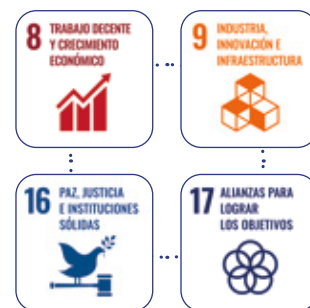 8 TRABAJO DECENTE
Y CRECIMIENTO
ECONÓMICO
9 INDUSTRIA,
INNOVACIÓN E
INFRAESTRUCTURA
16 PAZ, JUSTICIA
E INSTITUCIONES
SÓLIDAS
17 ALIANZAS PARA
LOGRAR
LOS OBJETIVOS